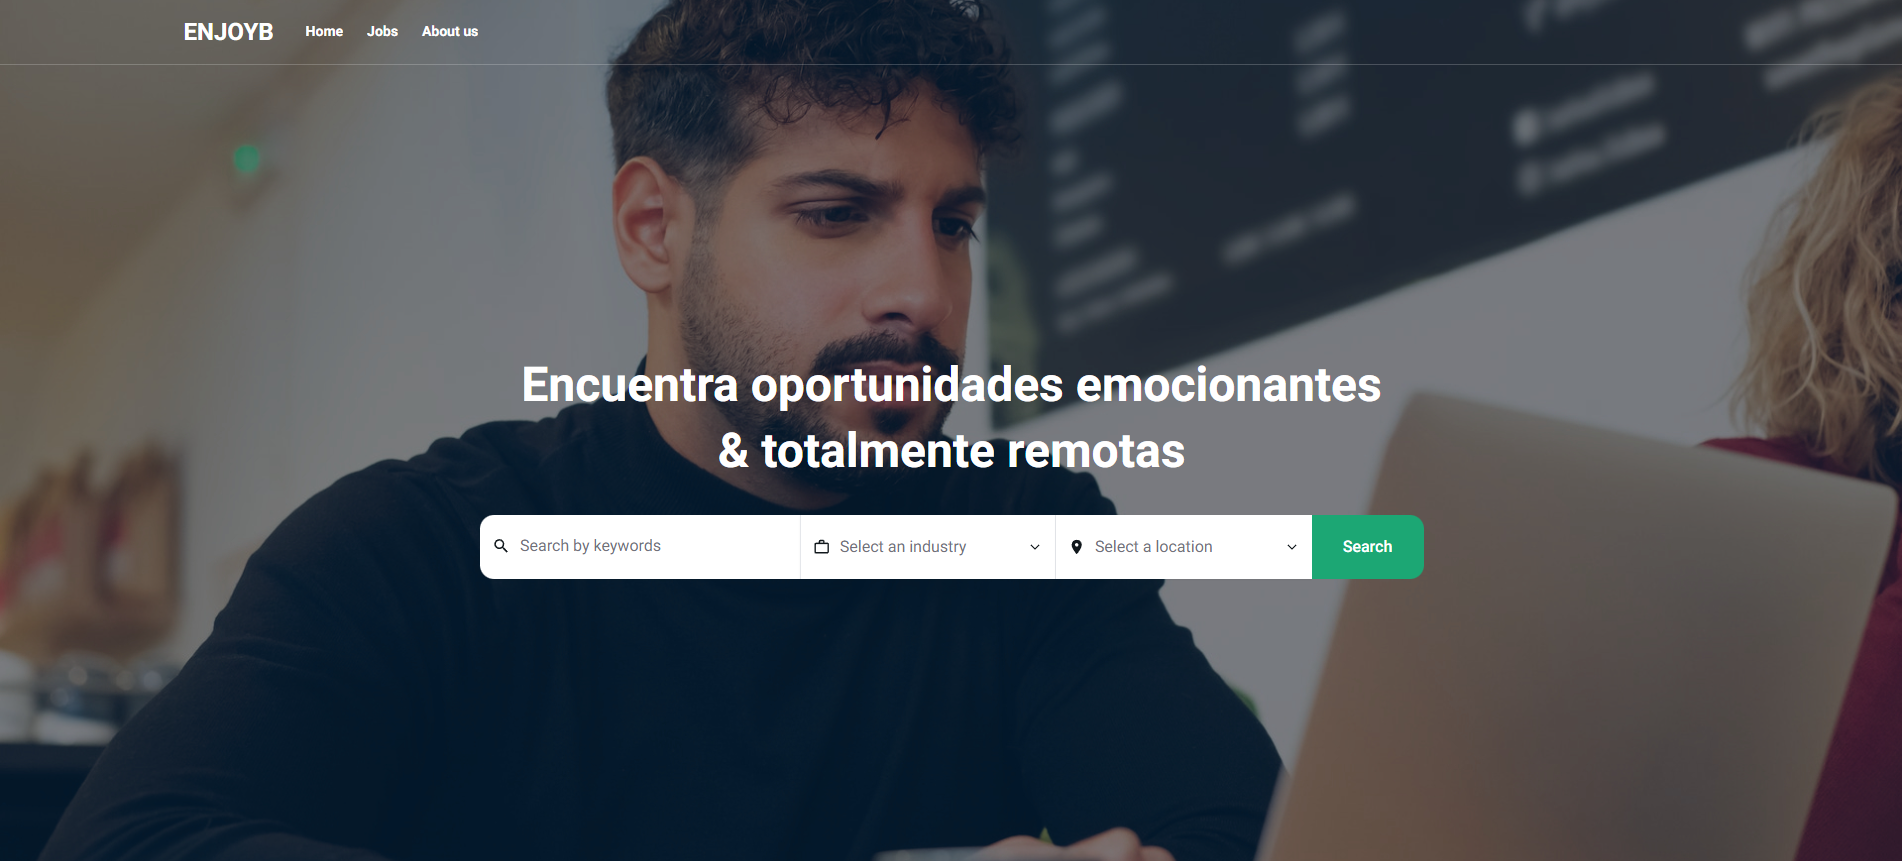 ENJOYB Home Jobs About us
Encuentra oportunidades emocionantes
& totalmente remotas
Search by keywords Select an industry Select a location Search